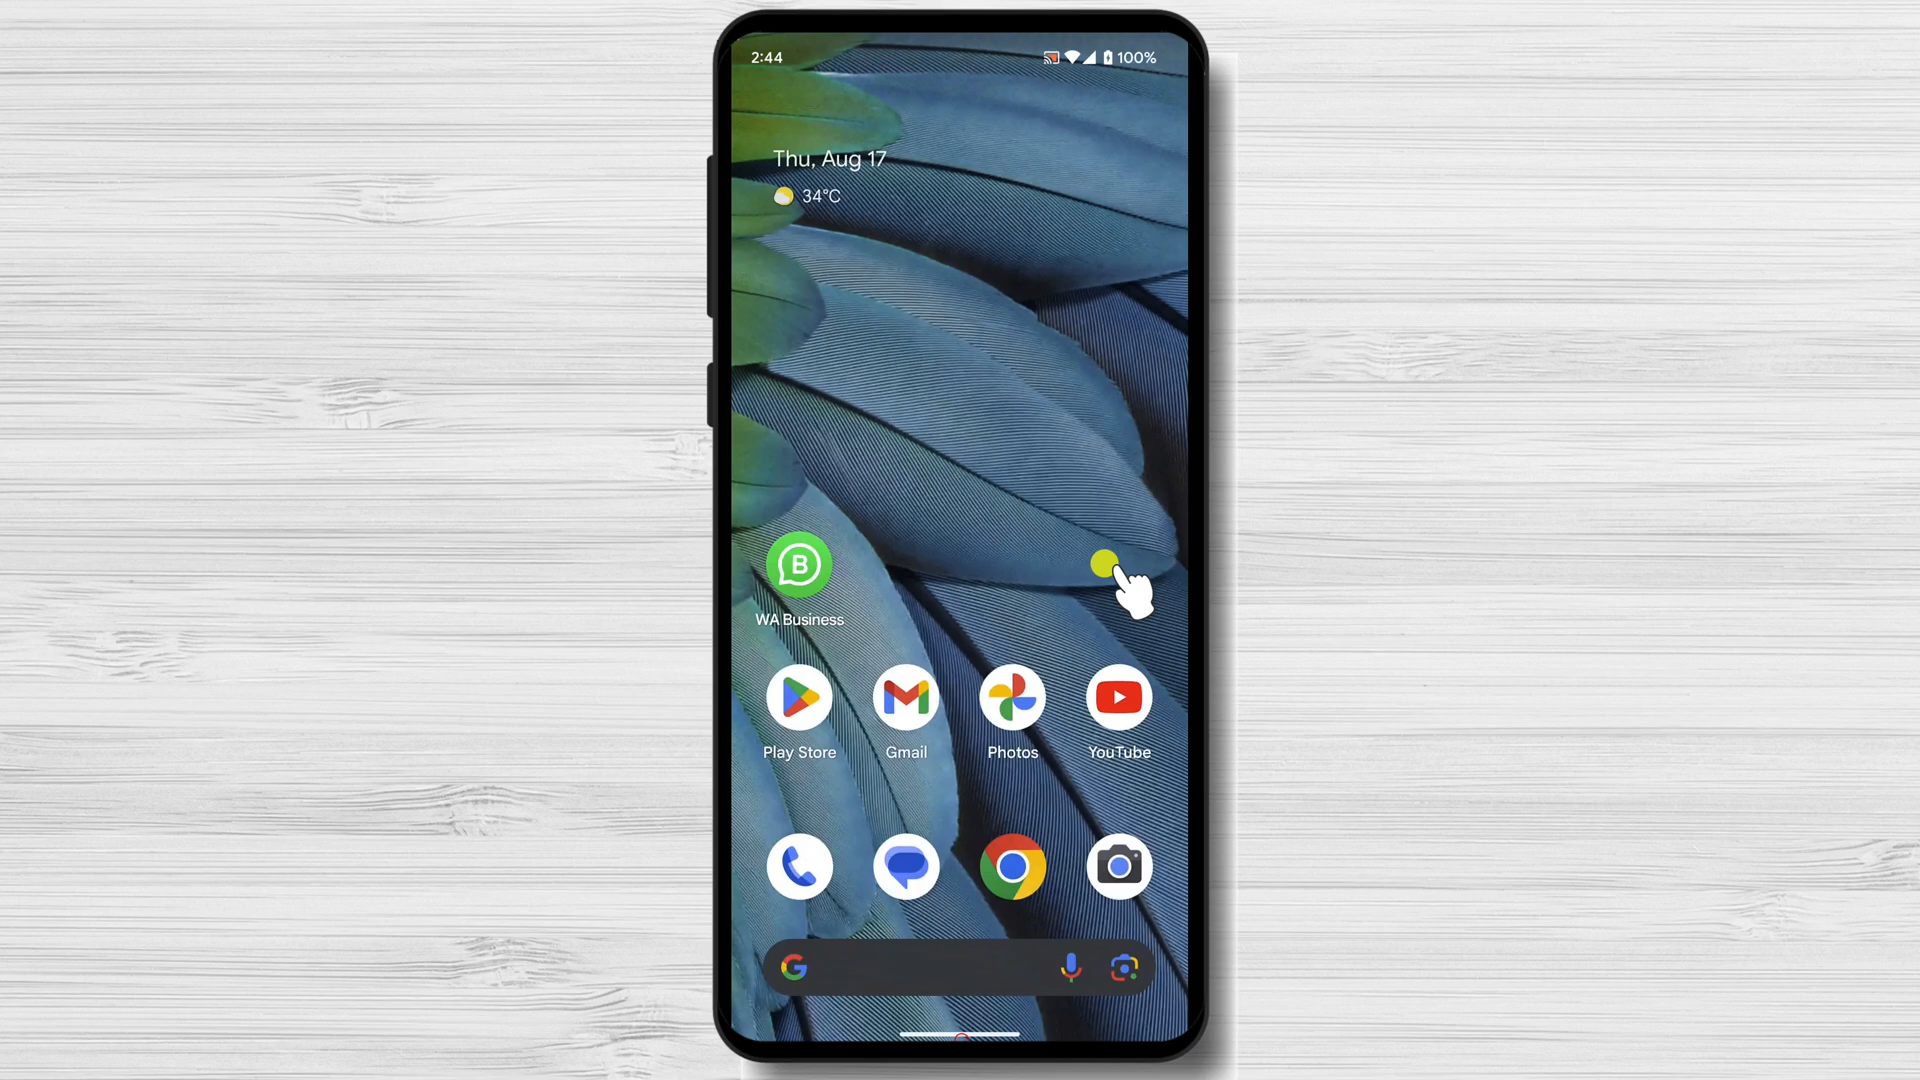 2:44
100%
Thu, Aug 17
34°C
B
WA Business
Play Store
Gmail
Photos
YouTube
G